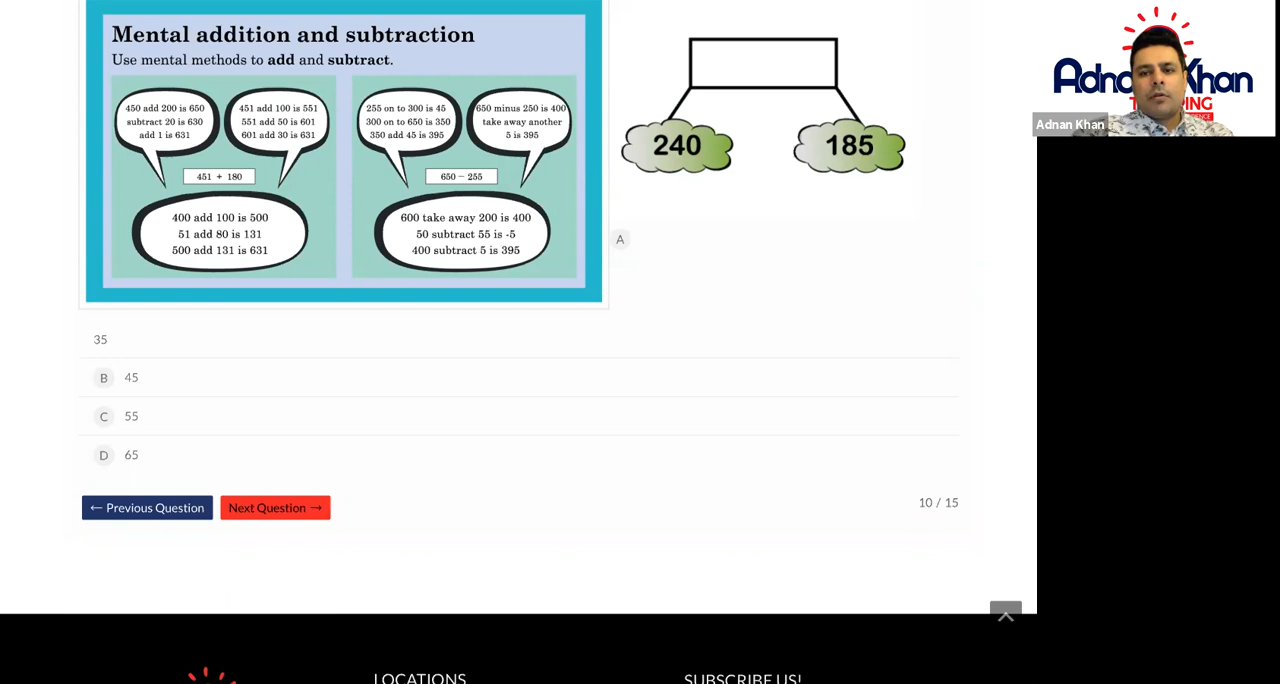 Mental addition and subtraction
Use mental methods to add and subtract.
450 add 200 is 650
subtract 20 is 630
add 1 is 631
451 add 100 is 551
551 add 50 is 601
601 add 30 is 631
451 + 180
400 add 100 is 500
51 add 80 is 131
500 add 131 is 631
255 on to 300 is 45
300 on to 650 is 350
350 add 45 is 395
650 minus 250 is 400
take away another
5 is 395
650 − 255
600 take away 200 is 400
50 subtract 55 is -5
400 subtract 5 is 395
240
185
A
35
B 45
C 55
D 65
← Previous Question
Next Question →
10 / 15
Khan
Adnan Khan
LOCATIONS
SUBSCRIBE US!